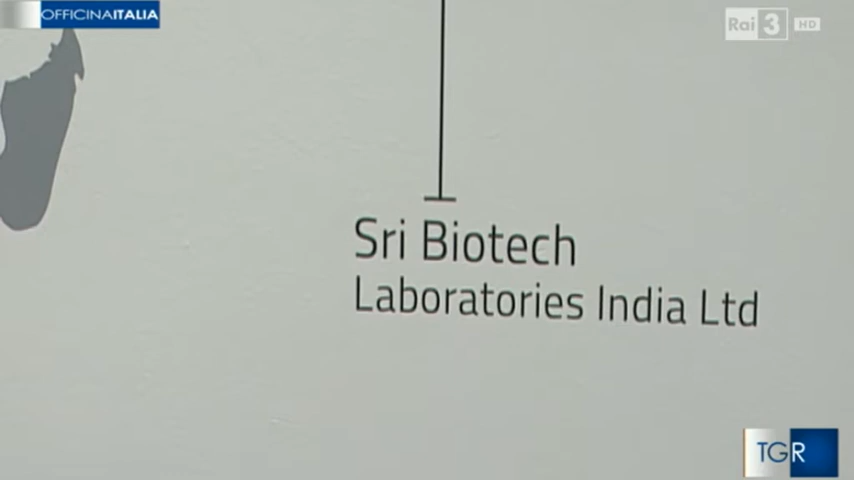 OFFICINAITALIA
Rai 3 HD
Sri Biotech
Laboratories India Ltd
TGR